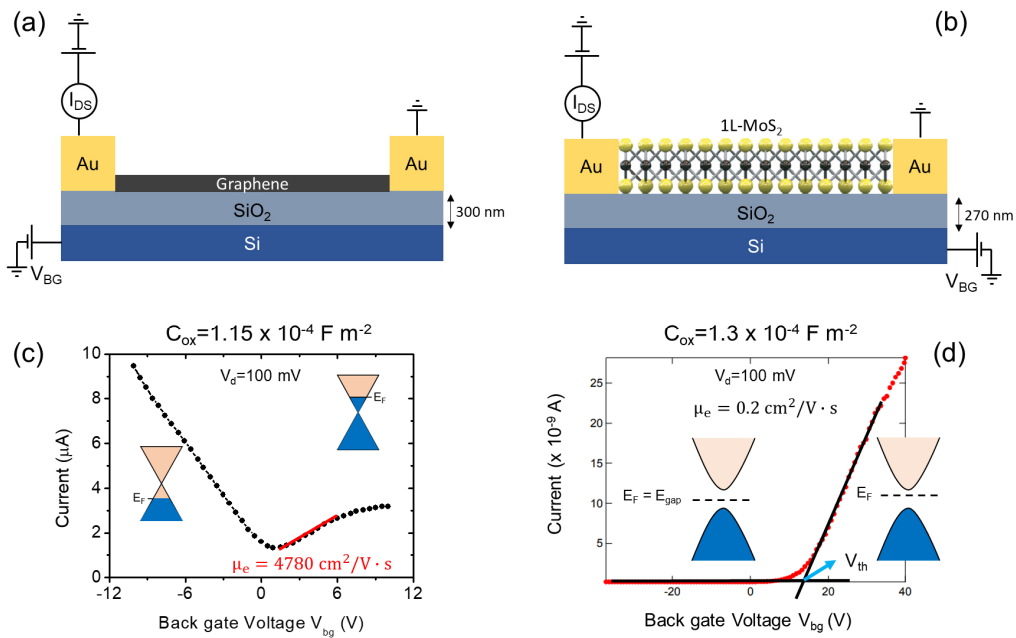 (a)
I_DS
Au
Au
Graphene
SiO₂
300 nm
Si
V_BG
(b)
I_DS
1L-MoS₂
Au
Au
SiO₂
270 nm
Si
V_BG
C_ox=1.15 x 10⁻⁴ F m⁻²
(c)
V_d=100 mV
E_F
E_F
μ_e = 4780 cm²/V · s
10
8
6
4
2
0
-12
-6
0
6
12
Current (μA)
Back gate Voltage V_bg (V)
C_ox=1.3 x 10⁻⁴ F m⁻²
(d)
V_d=100 mV
μ_e = 0.2 cm²/V · s
E_F = E_gap
E_F
V_th
25
20
15
10
5
0
-20
0
20
40
Current (x 10⁻⁹ A)
Back gate Voltage V_bg (V)